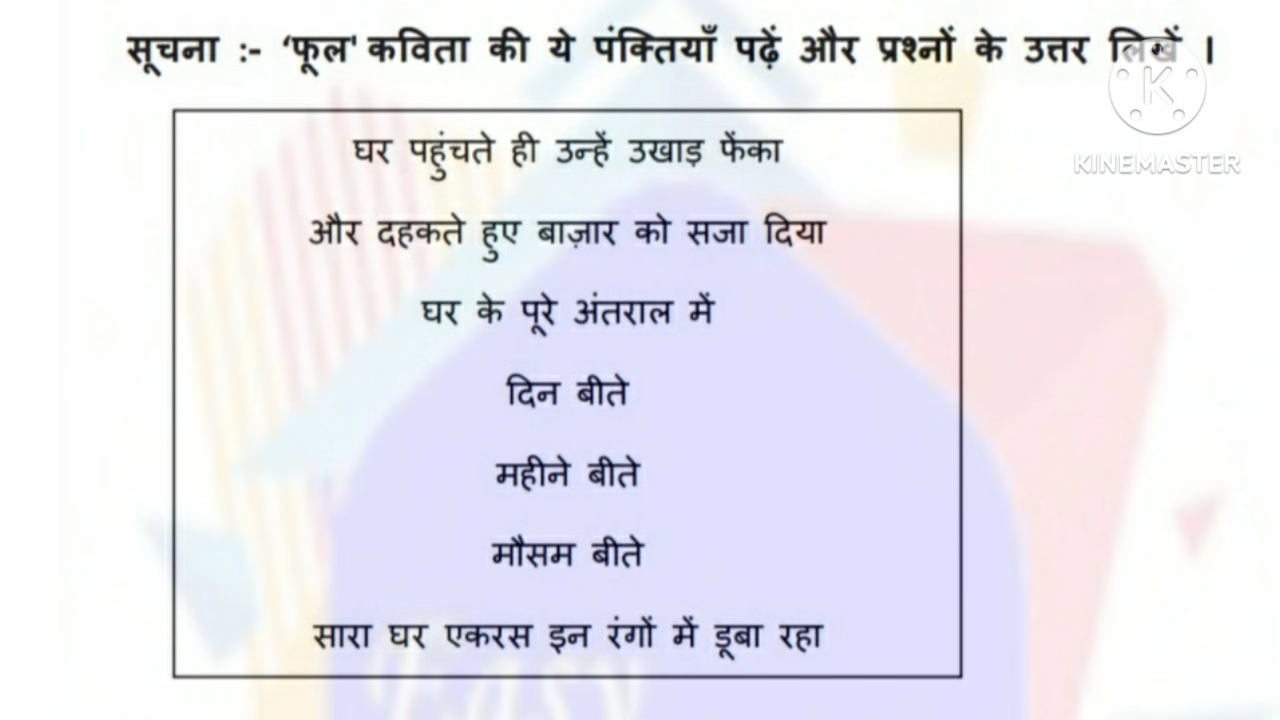 सूचना :- ‘फूल' कविता की ये पंक्तियाँ पढ़ें और प्रश्नों के उत्तर लिखें ।
KINEMASTER
घर पहुंचते ही उन्हें उखाड़ फेंका
और दहकते हुए बाज़ार को सजा दिया
घर के पूरे अंतराल में
दिन बीते
महीने बीते
मौसम बीते
सारा घर एकरस इन रंगों में डूबा रहा